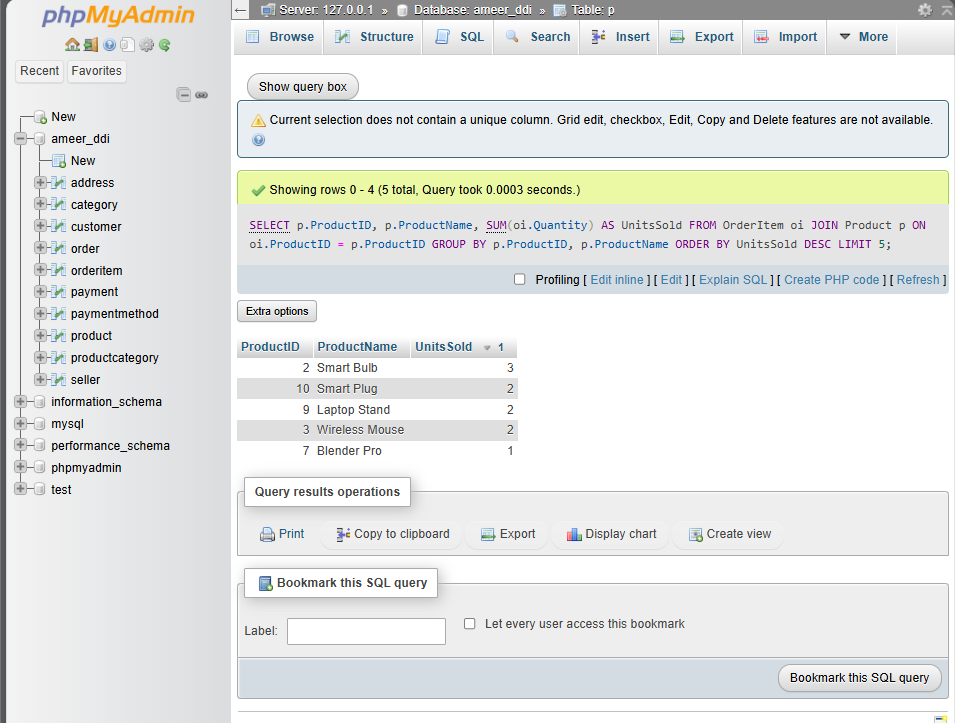 phpMyAdmin
Recent
Favorites
New
ameer_ddi
New
address
category
customer
order
orderitem
payment
paymentmethod
product
productcategory
seller
information_schema
mysql
performance_schema
phpmyadmin
test
Server: 127.0.0.1 » Database: ameer_ddi » Table: p
Browse Structure SQL Search Insert Export Import More
Show query box
Current selection does not contain a unique column. Grid edit, checkbox, Edit, Copy and Delete features are not available.
Showing rows 0 - 4 (5 total, Query took 0.0003 seconds.)
SELECT p.ProductID, p.ProductName, SUM(oi.Quantity) AS UnitsSold FROM OrderItem oi JOIN Product p ON
oi.ProductID = p.ProductID GROUP BY p.ProductID, p.ProductName ORDER BY UnitsSold DESC LIMIT 5;
Profiling [ Edit inline ] [ Edit ] [ Explain SQL ] [ Create PHP code ] [ Refresh ]
Extra options
ProductID ProductName UnitsSold 1
2 Smart Bulb 3
10 Smart Plug 2
9 Laptop Stand 2
3 Wireless Mouse 2
7 Blender Pro 1
Query results operations
Print Copy to clipboard Export Display chart Create view
Bookmark this SQL query
Label: Let every user access this bookmark
Bookmark this SQL query